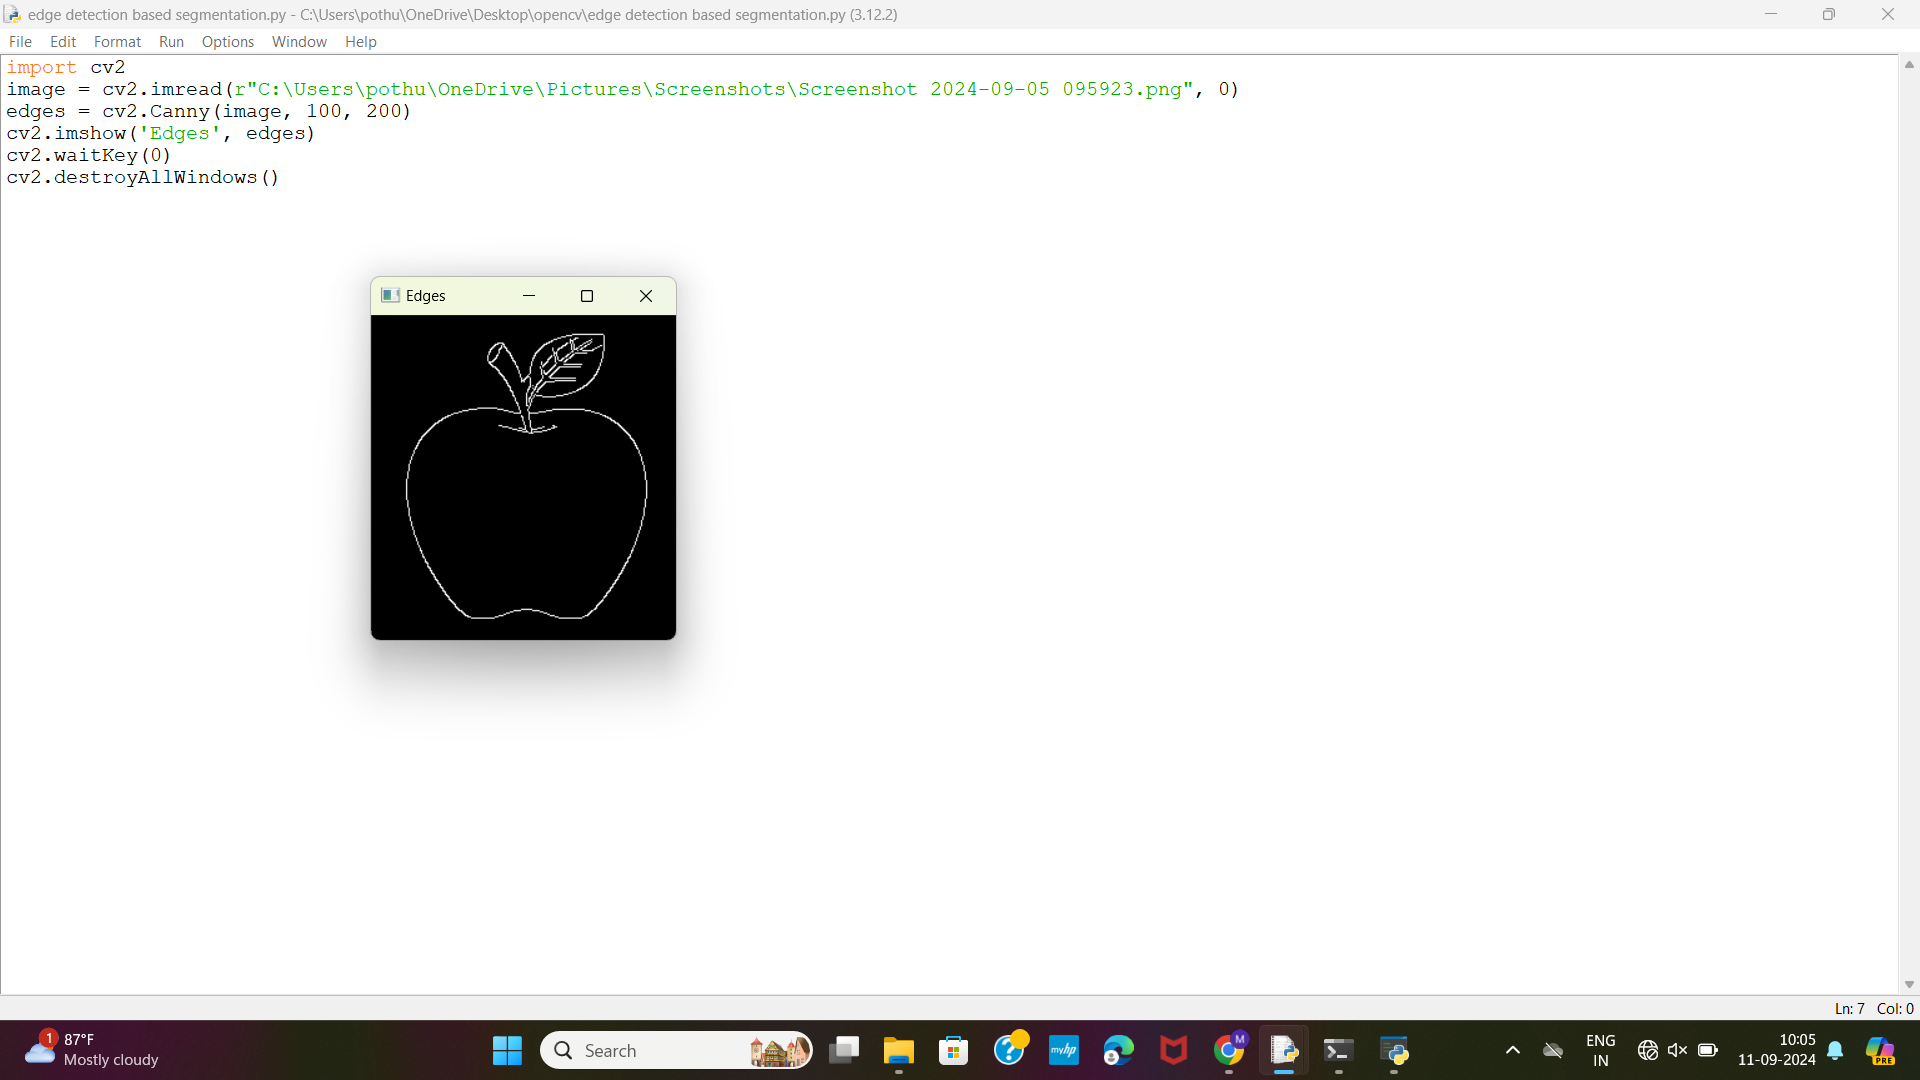 edge detection based segmentation.py - C:\Users\pothu\OneDrive\Desktop\opencv\edge detection based segmentation.py (3.12.2)
File Edit Format Run Options Window Help
import cv2
image = cv2.imread(r"C:\Users\pothu\OneDrive\Pictures\Screenshots\Screenshot 2024-09-05 095923.png", 0)
edges = cv2.Canny(image, 100, 200)
cv2.imshow('Edges', edges)
cv2.waitKey(0)
cv2.destroyAllWindows()
Edges
Ln: 7 Col: 0
1
87°F
Mostly cloudy
Search
?
myhp
M
ENG
IN
10:05
11-09-2024
PRE